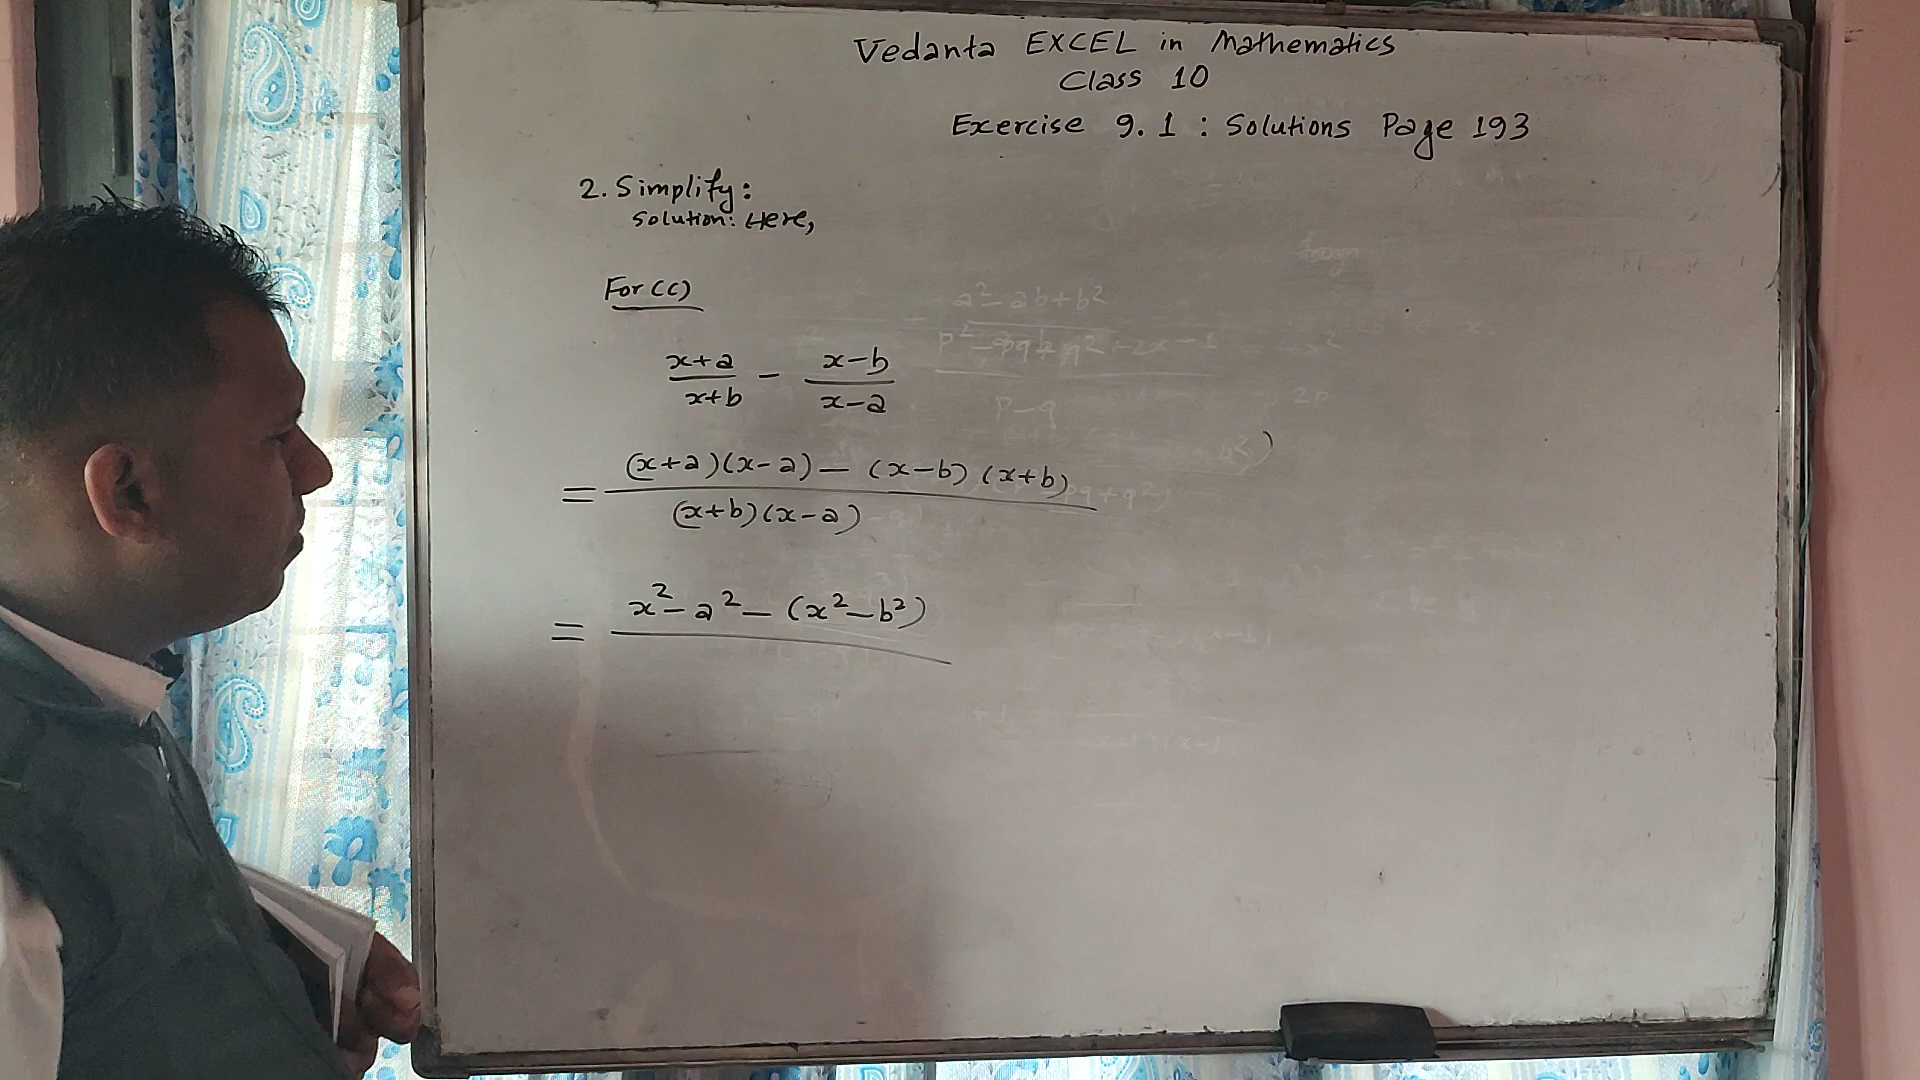 Vedanta EXCEL in Mathematics
Class 10
Exercise 9.1 : Solutions Page 193
2. Simplify:
Solution: Here,
For (c)
x+a/x+b - x-b/x-a
= (x+a)(x-a) - (x-b)(x+b)/(x+b)(x-a)
= x²-a²-(x²-b²)